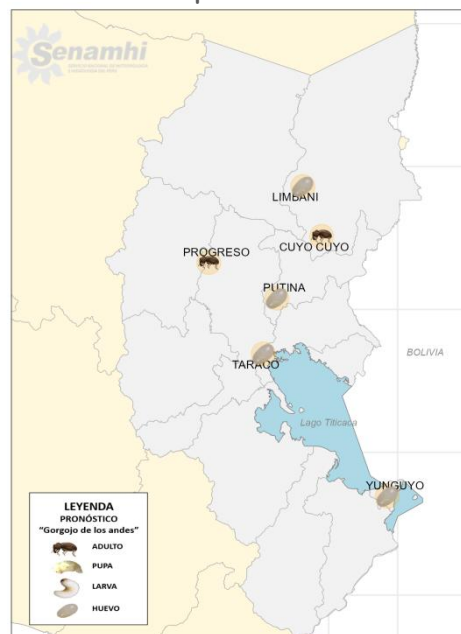 Senamhi
LIMBANI
CUYO CUYO
PROGRESO
PUTINA
TARACO
BOLIVIA
Lago Titicaca
YUNGUYO
LEYENDA
PRONÓSTICO
"Gorgojo de los andes"
ADULTO
PUPA
LARVA
HUEVO